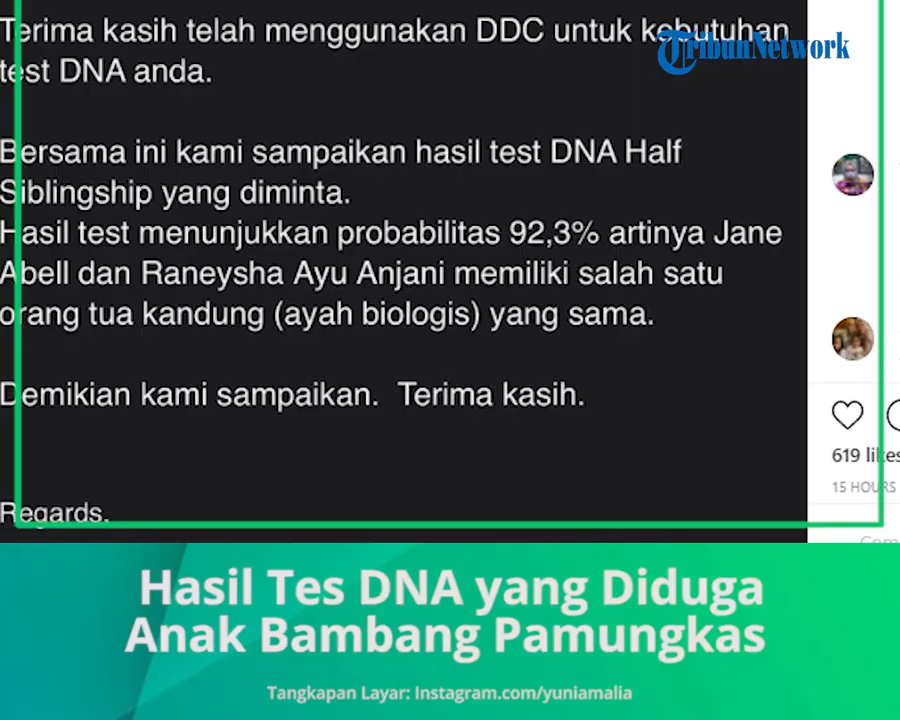 Terima kasih telah menggunakan DDC untuk kebutuhan
TribunNetwork
test DNA anda.
Bersama ini kami sampaikan hasil test DNA Half
Siblingship yang diminta.
Hasil test menunjukkan probabilitas 92,3% artinya Jane
Abell dan Raneysha Ayu Anjani memiliki salah satu
orang tua kandung (ayah biologis) yang sama.
Demikian kami sampaikan. Terima kasih.
Regards,
619 likes
15 HOURS
Hasil Tes DNA yang Diduga
Anak Bambang Pamungkas
Tangkapan Layar: Instagram.com/yuniamalia